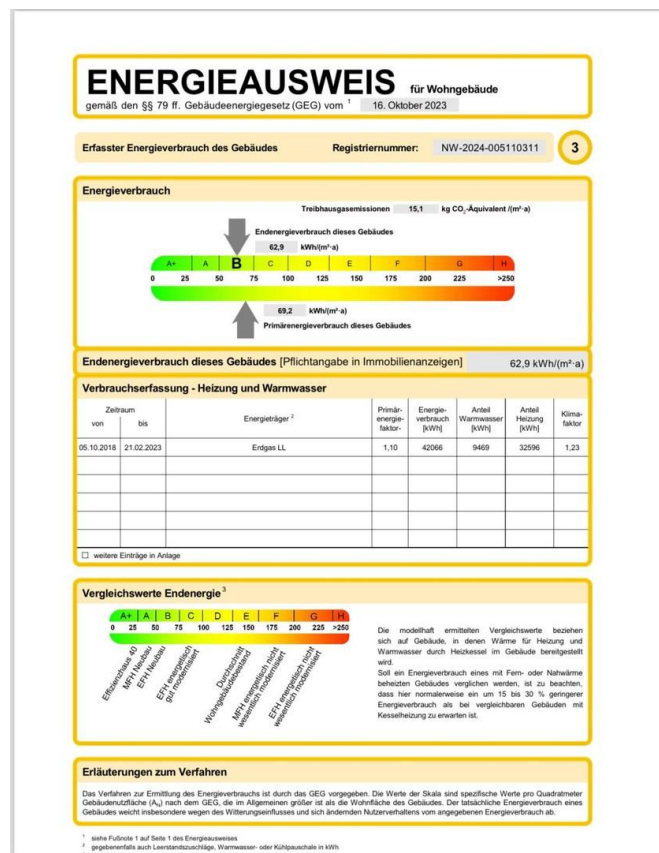 ENERGIEAUSWEIS für Wohngebäude
gemäß den §§ 79 ff. Gebäudeenergiegesetz (GEG) vom ¹ 16. Oktober 2023
Erfasster Energieverbrauch des Gebäudes Registriernummer: NW-2024-005110311 3
Energieverbrauch
Treibhausgasemissionen 15,1 kg CO₂-Äquivalent /(m²·a)
Endenergieverbrauch dieses Gebäudes
62,9 kWh/(m²·a)
A+ A B C D E F G H
0 25 50 75 100 125 150 175 200 225 >250
69,2 kWh/(m²·a)
Primärenergieverbrauch dieses Gebäudes
Endenergieverbrauch dieses Gebäudes [Pflichtangabe in Immobilienanzeigen] 62,9 kWh/(m²·a)
Verbrauchserfassung - Heizung und Warmwasser
Zeitraum
von bis
Energieträger ²
Primär-
energie-
faktor-
Energie-
verbrauch
[kWh]
Anteil
Warmwasser
[kWh]
Anteil
Heizung
[kWh]
Klima-
faktor
05.10.2018 21.02.2023 Erdgas LL 1,10 42066 9469 32596 1,23
☐ weitere Einträge in Anlage
Vergleichswerte Endenergie ³
A+ A B C D E F G H
0 25 50 75 100 125 150 175 200 225 >250
Effizienzhaus 40
MFH Neubau
EFH Neubau
EFH energetisch
gut modernisiert
Durchschnitt
Wohngebäudebestand
MFH energetisch nicht
wesentlich modernisiert
EFH energetisch nicht
wesentlich modernisiert
Die modellhaft ermittelten Vergleichswerte beziehen
sich auf Gebäude, in denen Wärme für Heizung und
Warmwasser durch Heizkessel im Gebäude bereitgestellt
wird.
Soll ein Energieverbrauch eines mit Fern- oder Nahwärme
beheizten Gebäudes verglichen werden, ist zu beachten,
dass hier normalerweise ein um 15 bis 30 % geringerer
Energieverbrauch als bei vergleichbaren Gebäuden mit
Kesselheizung zu erwarten ist.
Erläuterungen zum Verfahren
Das Verfahren zur Ermittlung des Energieverbrauchs ist durch das GEG vorgegeben. Die Werte der Skala sind spezifische Werte pro Quadratmeter
Gebäudenutzfläche (Aₙ) nach dem GEG, die im Allgemeinen größer ist als die Wohnfläche des Gebäudes. Der tatsächliche Energieverbrauch eines
Gebäudes weicht insbesondere wegen des Witterungseinflusses und sich ändernden Nutzerverhaltens vom angegebenen Energieverbrauch ab.
¹ siehe Fußnote 1 auf Seite 1 des Energieausweises
² gegebenenfalls auch Leerstandszuschläge, Warmwasser- oder Kühlpauschale in kWh